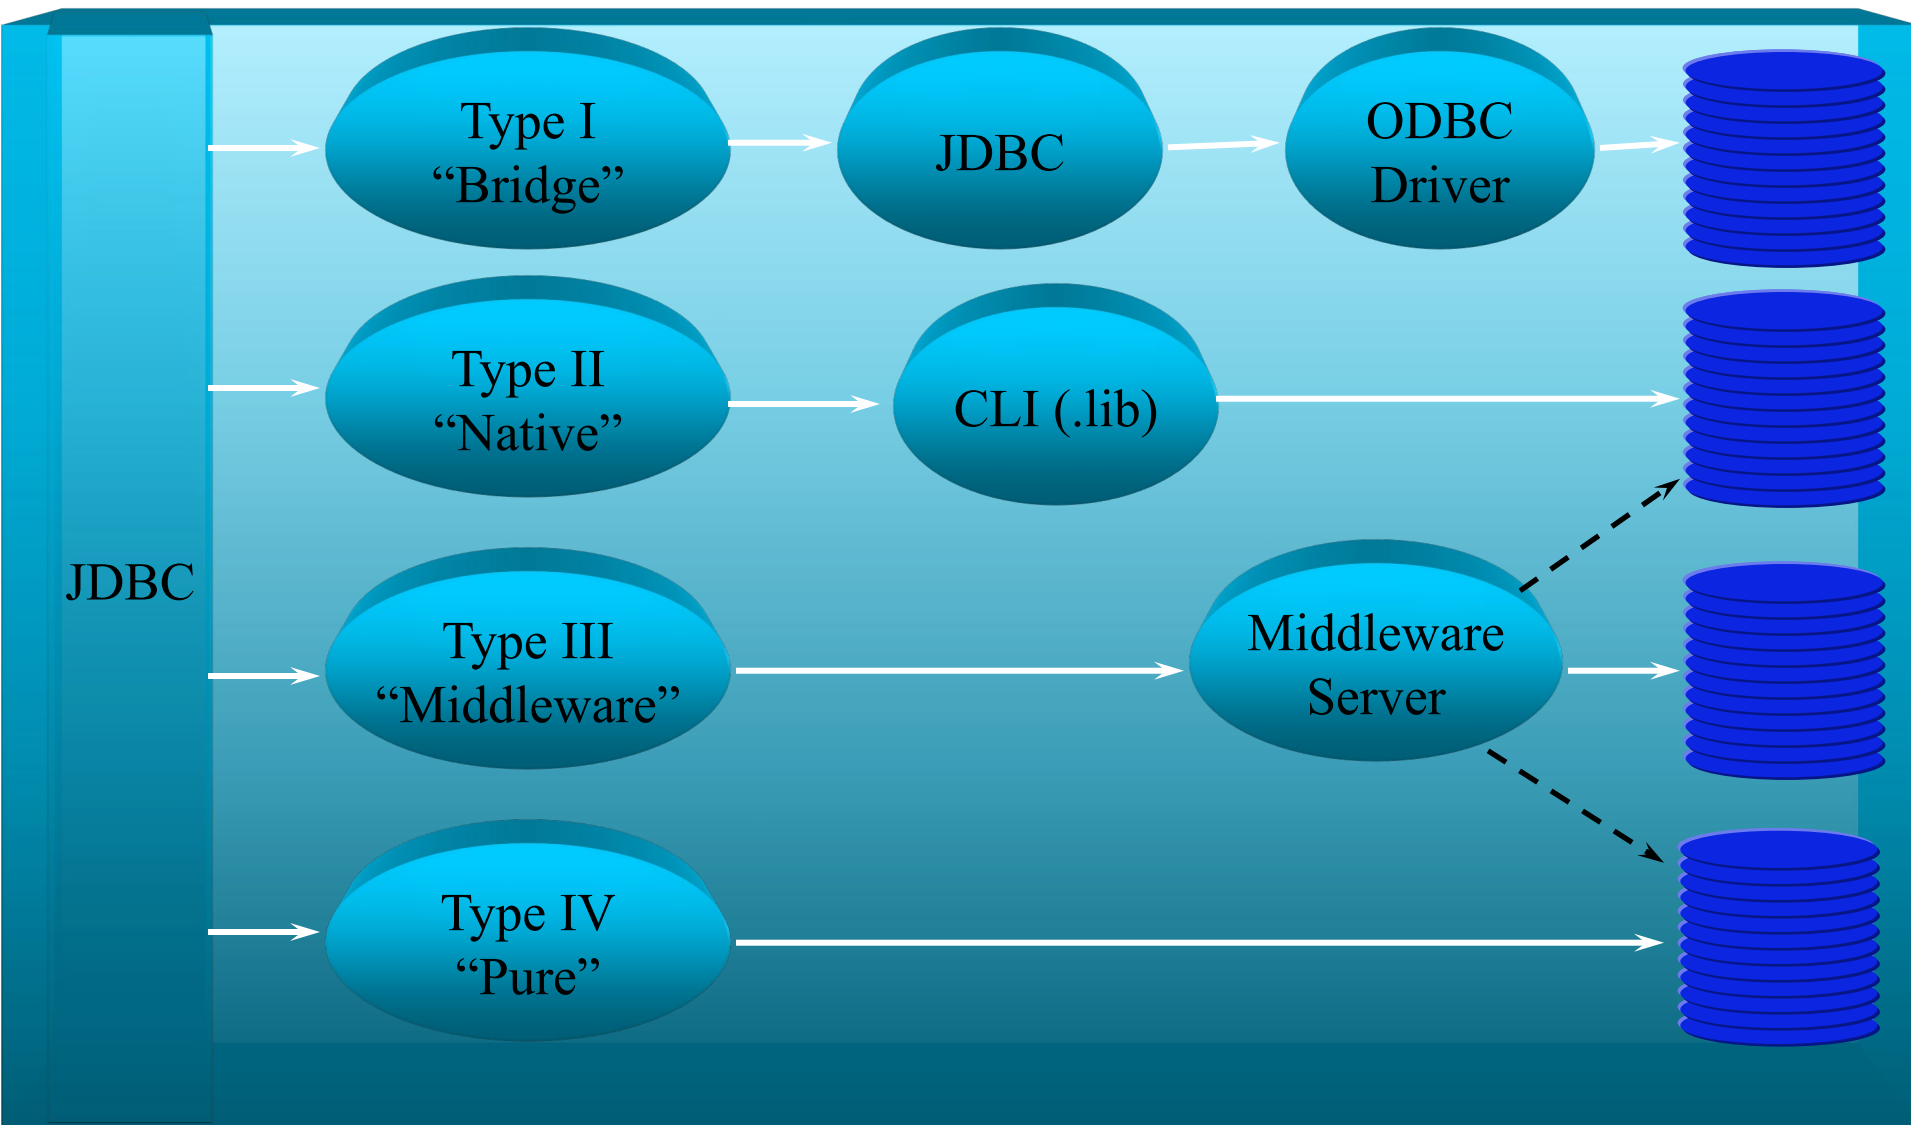 JDBC
Type I
“Bridge”
JDBC
ODBC
Driver
Type II
“Native”
CLI (.lib)
Type III
“Middleware”
Middleware
Server
Type IV
“Pure”